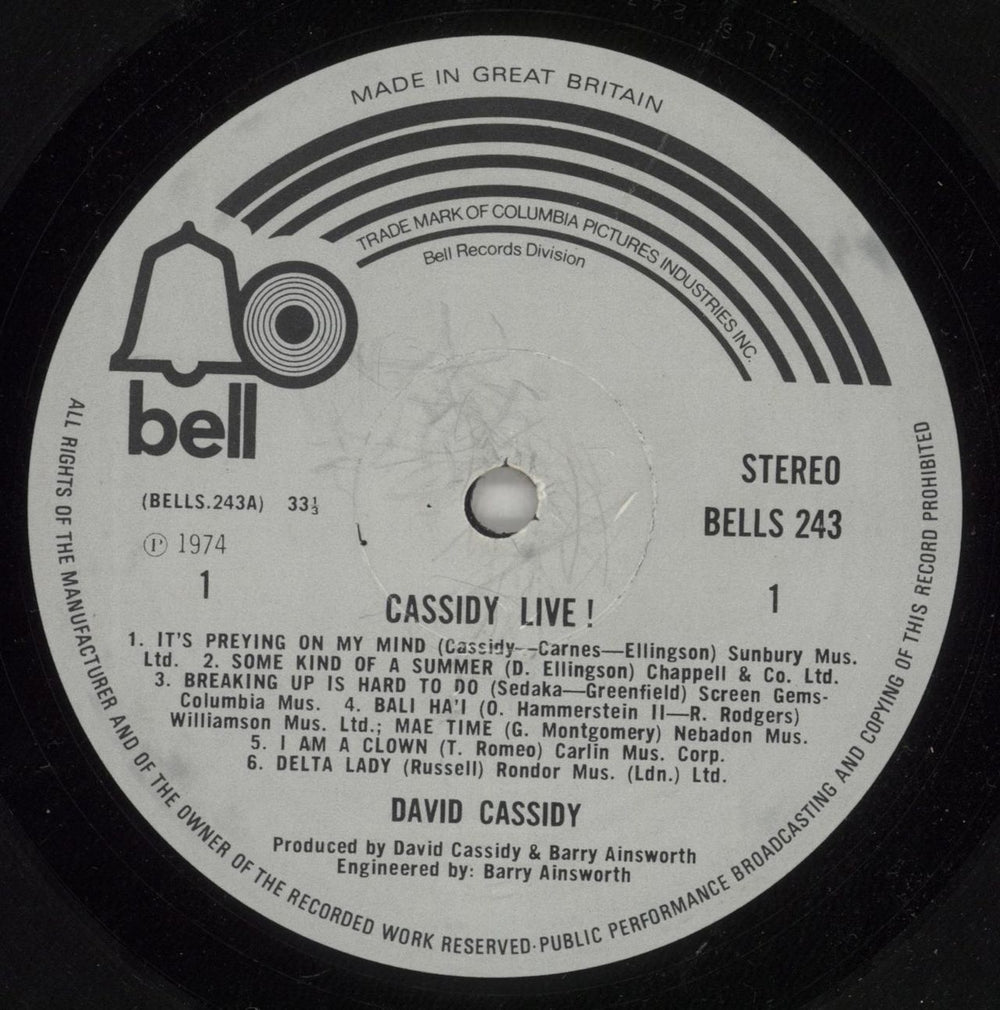 MADE IN GREAT BRITAIN
TRADE MARK OF COLUMBIA PICTURES INDUSTRIES INC.
Bell Records Division
bell
STEREO
(BELLS.243A) 33⅓
BELLS 243
Ⓟ 1974
1
1
CASSIDY LIVE!
1. IT'S PREYING ON MY MIND (Cassidy--Carnes—Ellingson) Sunbury Mus.
Ltd. 2. SOME KIND OF A SUMMER (D. Ellingson) Chappell & Co. Ltd.
3. BREAKING UP IS HARD TO DO (Sedaka—Greenfield) Screen Gems-
Columbia Mus. 4. BALI HA'I (O. Hammerstein II—R. Rodgers)
Williamson Mus. Ltd.; MAE TIME (G. Montgomery) Nebadon Mus.
5. I AM A CLOWN (T. Romeo) Carlin Mus. Corp.
6. DELTA LADY (Russell) Rondor Mus. (Ldn.) Ltd.
DAVID CASSIDY
Produced by David Cassidy & Barry Ainsworth
Engineered by: Barry Ainsworth
ALL RIGHTS OF THE MANUFACTURER AND OF THE OWNER OF THE RECORDED WORK RESERVED·PUBLIC PERFORMANCE BROADCASTING AND COPYING OF THIS RECORD PROHIBITED